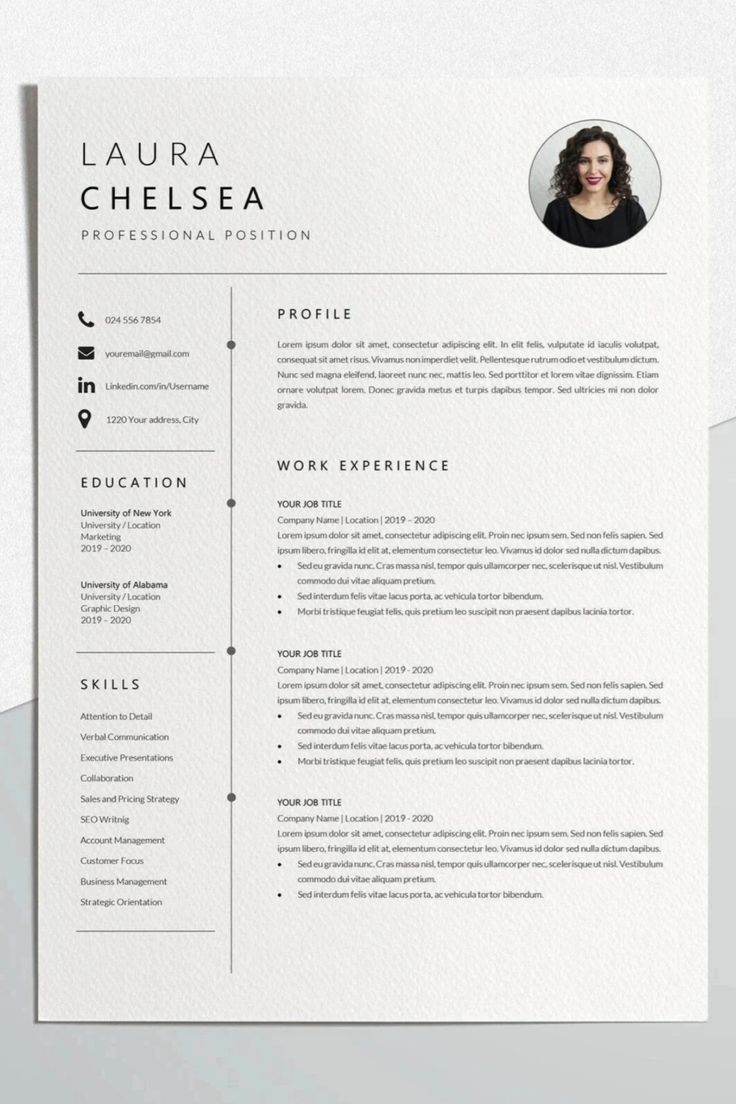 LAURA
CHELSEA
PROFESSIONAL POSITION
024 556 7854
youremail@gmail.com
Linkedin.com/in/Username
1220 Your address, City
EDUCATION
University of New York
University / Location
Marketing
2019 – 2020
University of Alabama
University / Location
Graphic Design
2019 – 2020
SKILLS
Attention to Detail
Verbal Communication
Executive Presentations
Collaboration
Sales and Pricing Strategy
SEO Writnig
Account Management
Customer Focus
Business Management
Strategic Orientation
PROFILE
Lorem ipsum dolor sit amet, consectetur adipiscing elit. In elit felis, vulputate id iaculis volutpat,
consequat sit amet risus. Vivamus non imperdiet velit. Pellentesque rutrum odio et vestibulum dictum.
Nunc sed magna eleifend, laoreet nunc nec, mattis leo. Sed porttitor et lorem vitae dignissim. Etiam
ornare volutpat lorem. Donec gravida metus et turpis dapibus tempor. Sed ultricies mi non dolor
gravida.
WORK EXPERIENCE
YOUR JOB TITLE
Company Name | Location | 2019 – 2020
Lorem ipsum dolor sit amet, consectetur adipiscing elit. Proin nec ipsum sem. Sed non felis sapien. Sed
ipsum libero, fringilla id elit at, elementum consectetur leo. Vivamus id dolor sed nulla dictum dapibus.
• Sed eu gravida nunc. Cras massa nisl, tempor quis ullamcorper nec, scelerisque ut nisl. Vestibulum
commodo dui vitae aliquam pretium.
• Sed interdum felis vitae lacus porta, ac vehicula tortor bibendum.
• Morbi tristique feugiat felis, quis pretium leo suscipit non praesent dapibus lacinia tortor.
YOUR JOB TITLE
Company Name | Location | 2019 - 2020
Lorem ipsum dolor sit amet, consectetur adipiscing elit. Proin nec ipsum sem. Sed non felis sapien. Sed
ipsum libero, fringilla id elit at, elementum consectetur leo. Vivamus id dolor sed nulla dictum dapibus.
• Sed eu gravida nunc. Cras massa nisl, tempor quis ullamcorper nec, scelerisque ut nisl. Vestibulum
commodo dui vitae aliquam pretium.
• Sed interdum felis vitae lacus porta, ac vehicula tortor bibendum.
• Morbi tristique feugiat felis, quis pretium leo suscipit non praesent dapibus lacinia tortor.
YOUR JOB TITLE
Company Name | Location | 2019 - 2020
Lorem ipsum dolor sit amet, consectetur adipiscing elit. Proin nec ipsum sem. Sed non felis sapien. Sed
ipsum libero, fringilla id elit at, elementum consectetur leo. Vivamus id dolor sed nulla dictum dapibus.
• Sed eu gravida nunc. Cras massa nisl, tempor quis ullamcorper nec, scelerisque ut nisl. Vestibulum
commodo dui vitae aliquam pretium.
• Sed interdum felis vitae lacus porta, ac vehicula tortor bibendum.